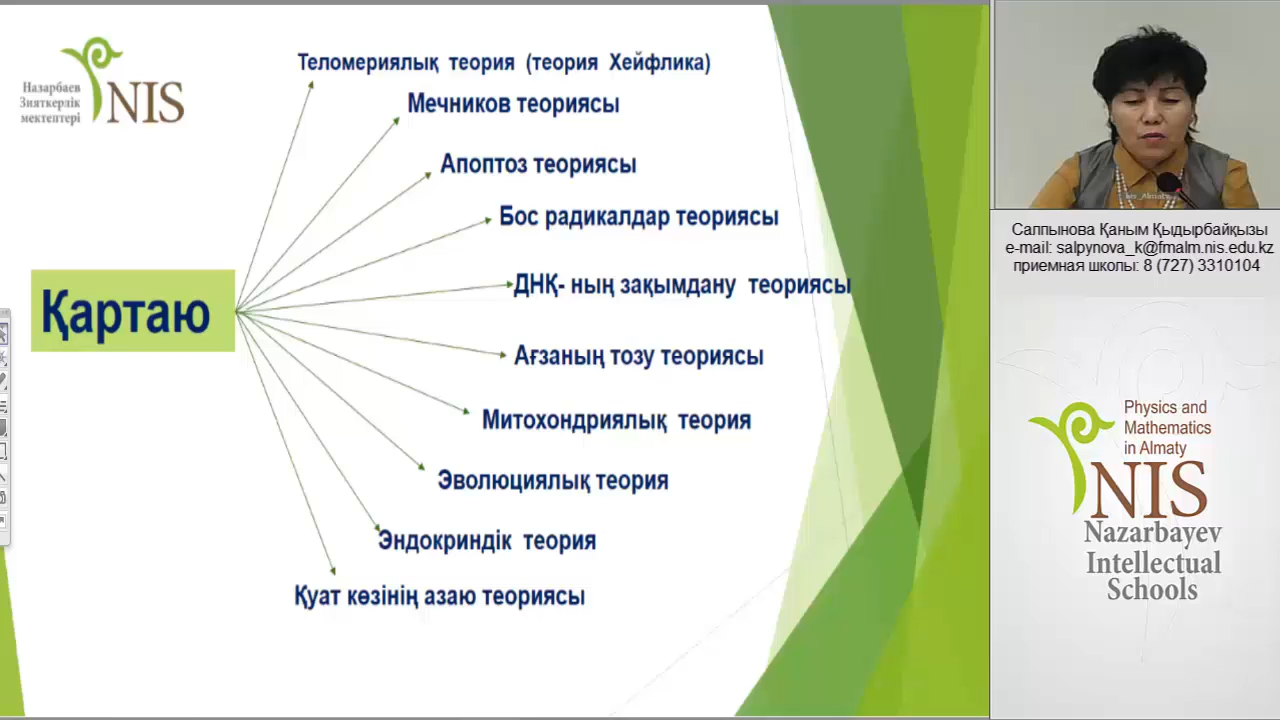 Назарбаев
Зияткерлік
мектептері
NIS
Теломериялық теория (теория Хейфлика)
Мечников теориясы
Апоптоз теориясы
Бос радикалдар теориясы
ДНҚ- ның зақымдану теориясы
Қартаю
Ағзаның тозу теориясы
Митохондриялық теория
Эволюциялық теория
Эндокриндік теория
Қуат көзінің азаю теориясы
Салпынова Қаным Қыдырбайқызы
e-mail: salpynova_k@fmalm.nis.edu.kz
приемная школы: 8 (727) 3310104
Physics and
Mathematics
in Almaty
NIS
Nazarbayev
Intellectual
Schools